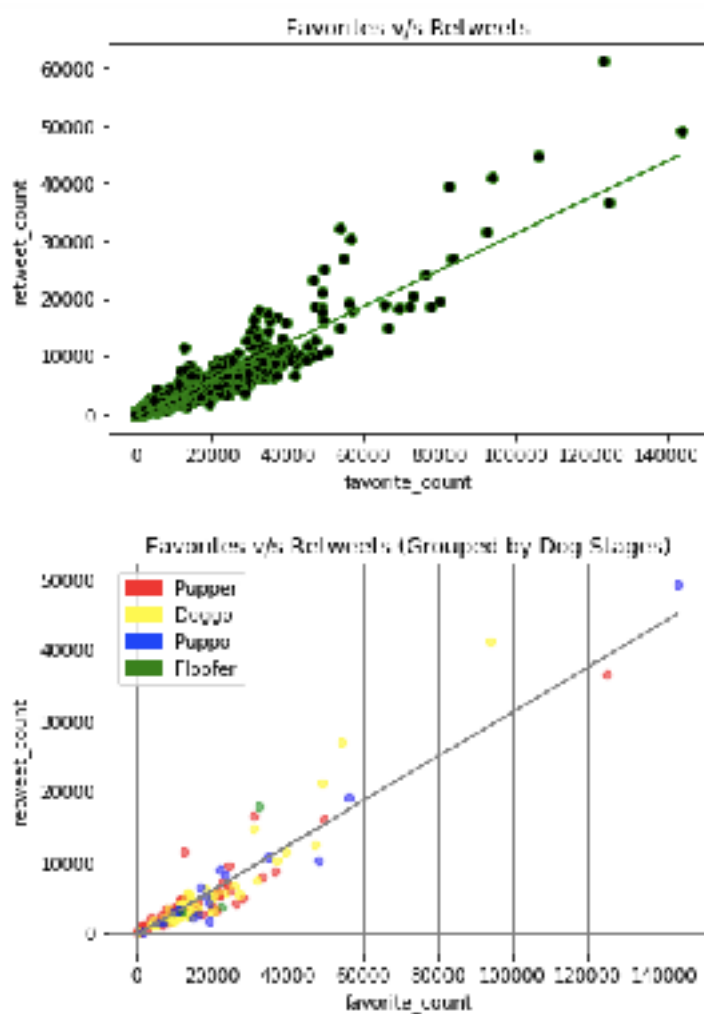 Favorites v/s Retweets
60000
50000
40000
30000
20000
10000
0
retweet_count
0 20000 40000 60000 80000 100000 120000 140000
favorite_count
Favorites v/s Retweets (Grouped by Dog Stages)
Pupper
Doggo
Puppo
Floofer
50000
40000
30000
20000
10000
0
retweet_count
0 20000 40000 60000 80000 100000 120000 140000
favorite_count